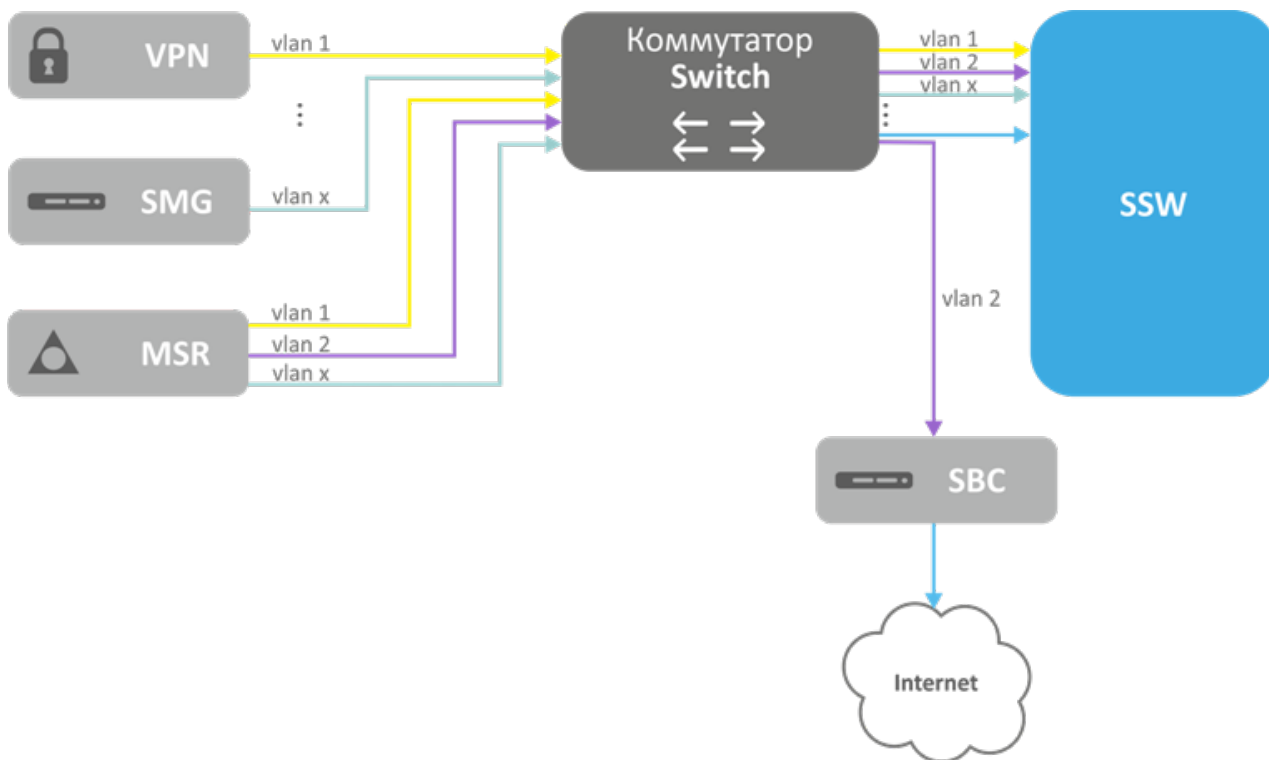 VPN
vlan 1
Коммутатор
Switch
vlan 1
vlan 2
vlan x
SSW
SMG
vlan x
MSR
vlan 1
vlan 2
vlan x
vlan 2
SBC
Internet